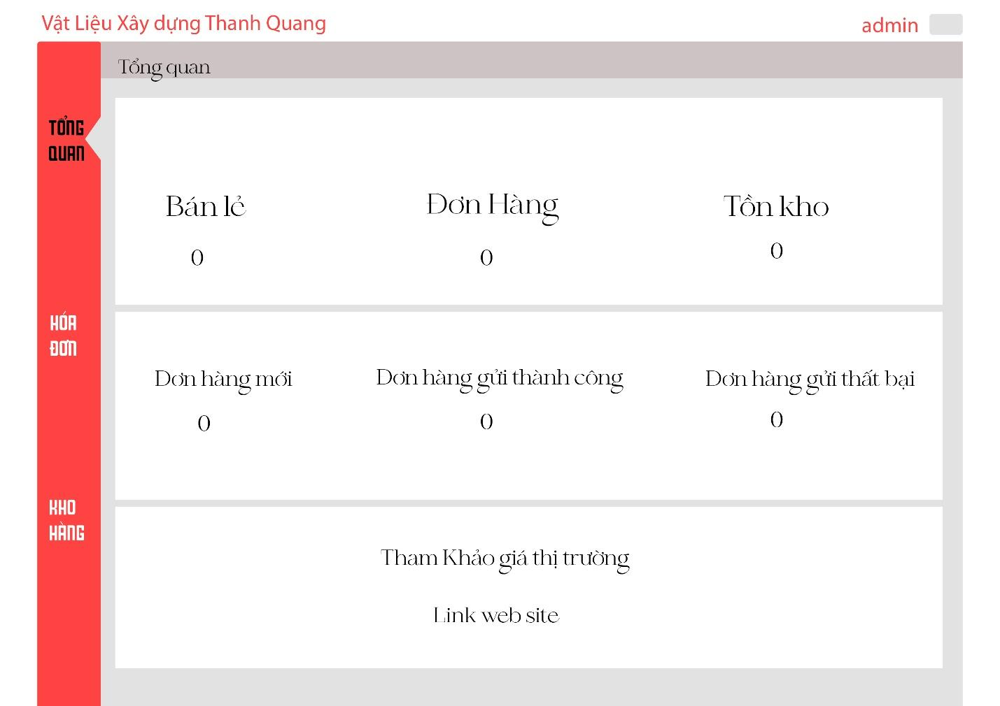 Vật Liệu Xây dựng Thanh Quang
admin
Tổng quan
TỔNG
QUAN
Bán lẻ
Đơn Hàng
Tồn kho
0
0
0
HÓA
ĐƠN
Đơn hàng mới
Đơn hàng gửi thành công
Đơn hàng gửi thất bại
0
0
0
KHO
HÀNG
Tham Khảo giá thị trường
Link web site